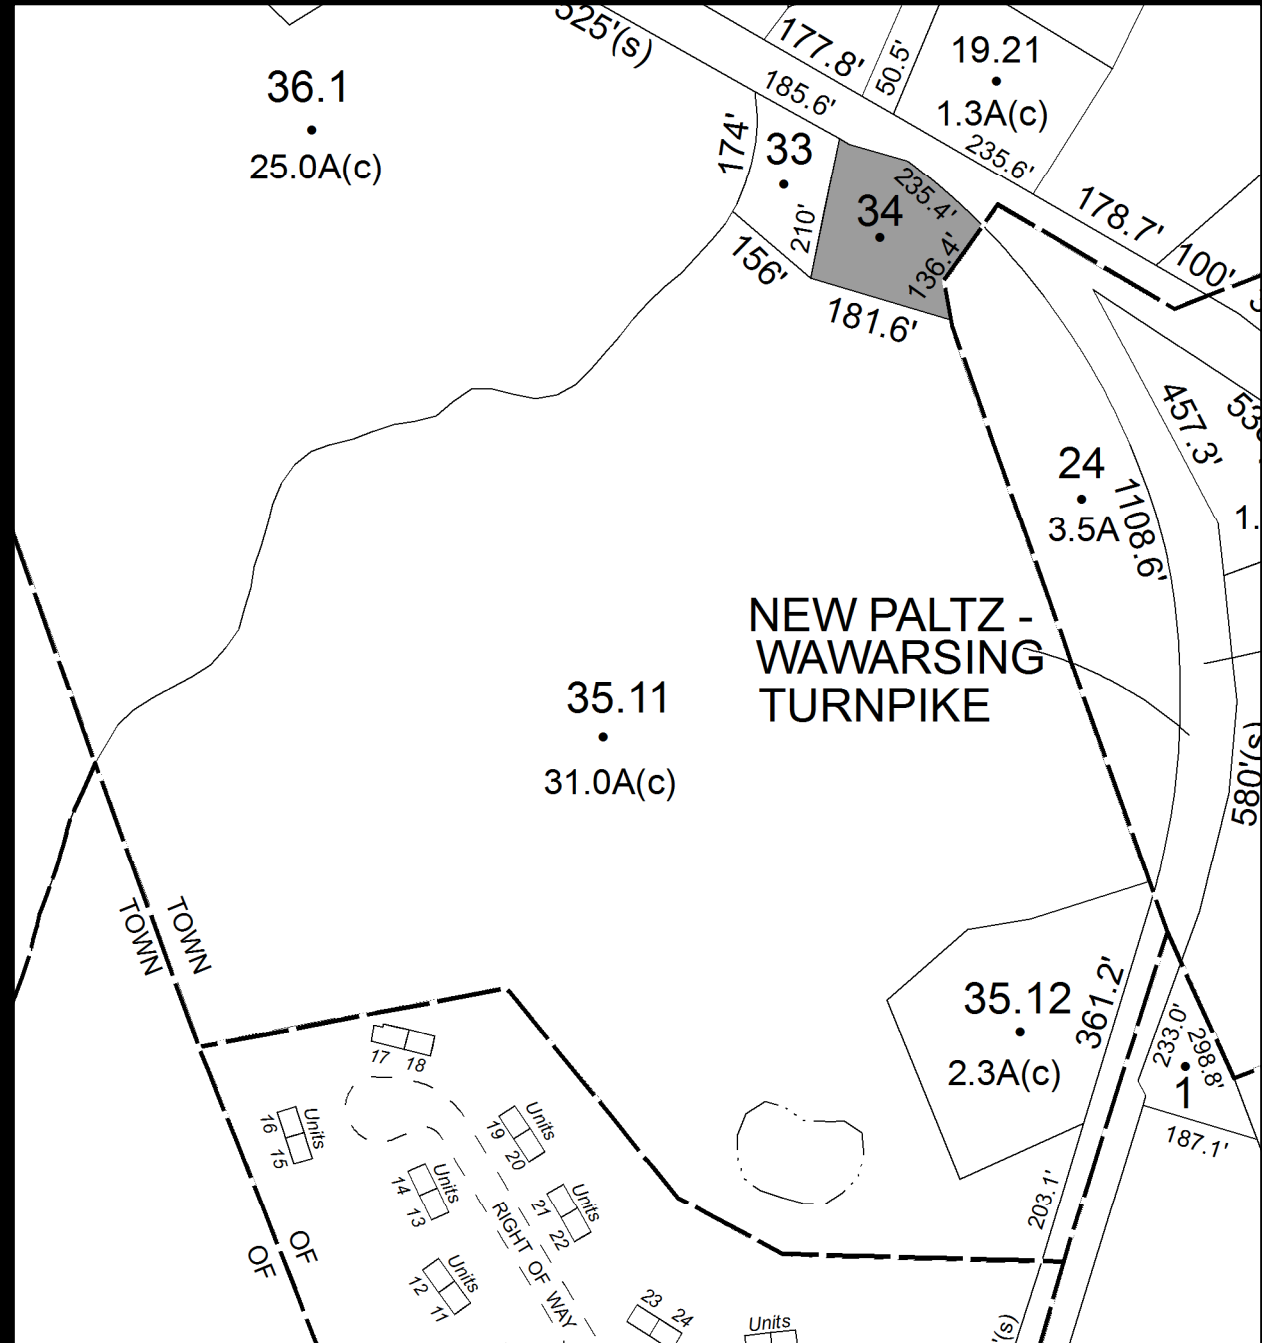 525'(s)
177.8'
50.5'
19.21
1.3A(c)
36.1
25.0A(c)
185.6'
235.6'
174'
33
210'
34
235.4'
136.4'
178.7'
100'
156'
181.6'
457.3'
24
3.5A
1108.6'
1.
NEW PALTZ -
WAWARSING
TURNPIKE
35.11
31.0A(c)
580'(s)
TOWN
TOWN
35.12
2.3A(c)
361.2'
233.0'
298.8'
1
187.1'
203.1'
17
18
16
15
Units
19
20
Units
14
13
Units
21
22
Units
RIGHT OF WAY
OF
OF
12
11
Units
23
24
Units
'(s)